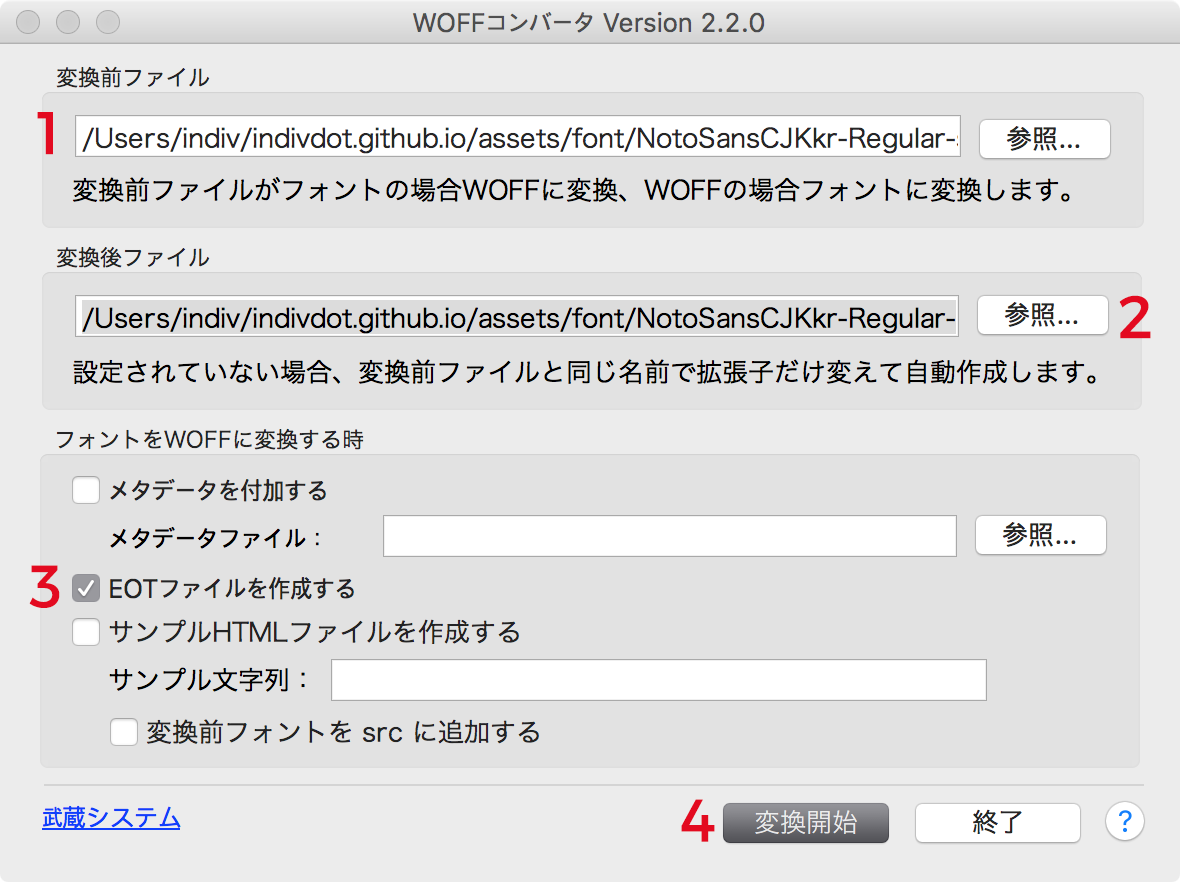 WOFFコンバータ Version 2.2.0
変換前ファイル
1 /Users/indiv/indivdot.github.io/assets/font/NotoSansCJKkr-Regular- 参照...
変換前ファイルがフォントの場合WOFFに変換、WOFFの場合フォントに変換します。
変換後ファイル
/Users/indiv/indivdot.github.io/assets/font/NotoSansCJKkr-Regular- 参照... 2
設定されていない場合、変換前ファイルと同じ名前で拡張子だけ変えて自動作成します。
フォントをWOFFに変換する時
メタデータを付加する
メタデータファイル： 参照...
3 EOTファイルを作成する
サンプルHTMLファイルを作成する
サンプル文字列：
変換前フォントを src に追加する
武蔵システム 4 変換開始 終了 ?